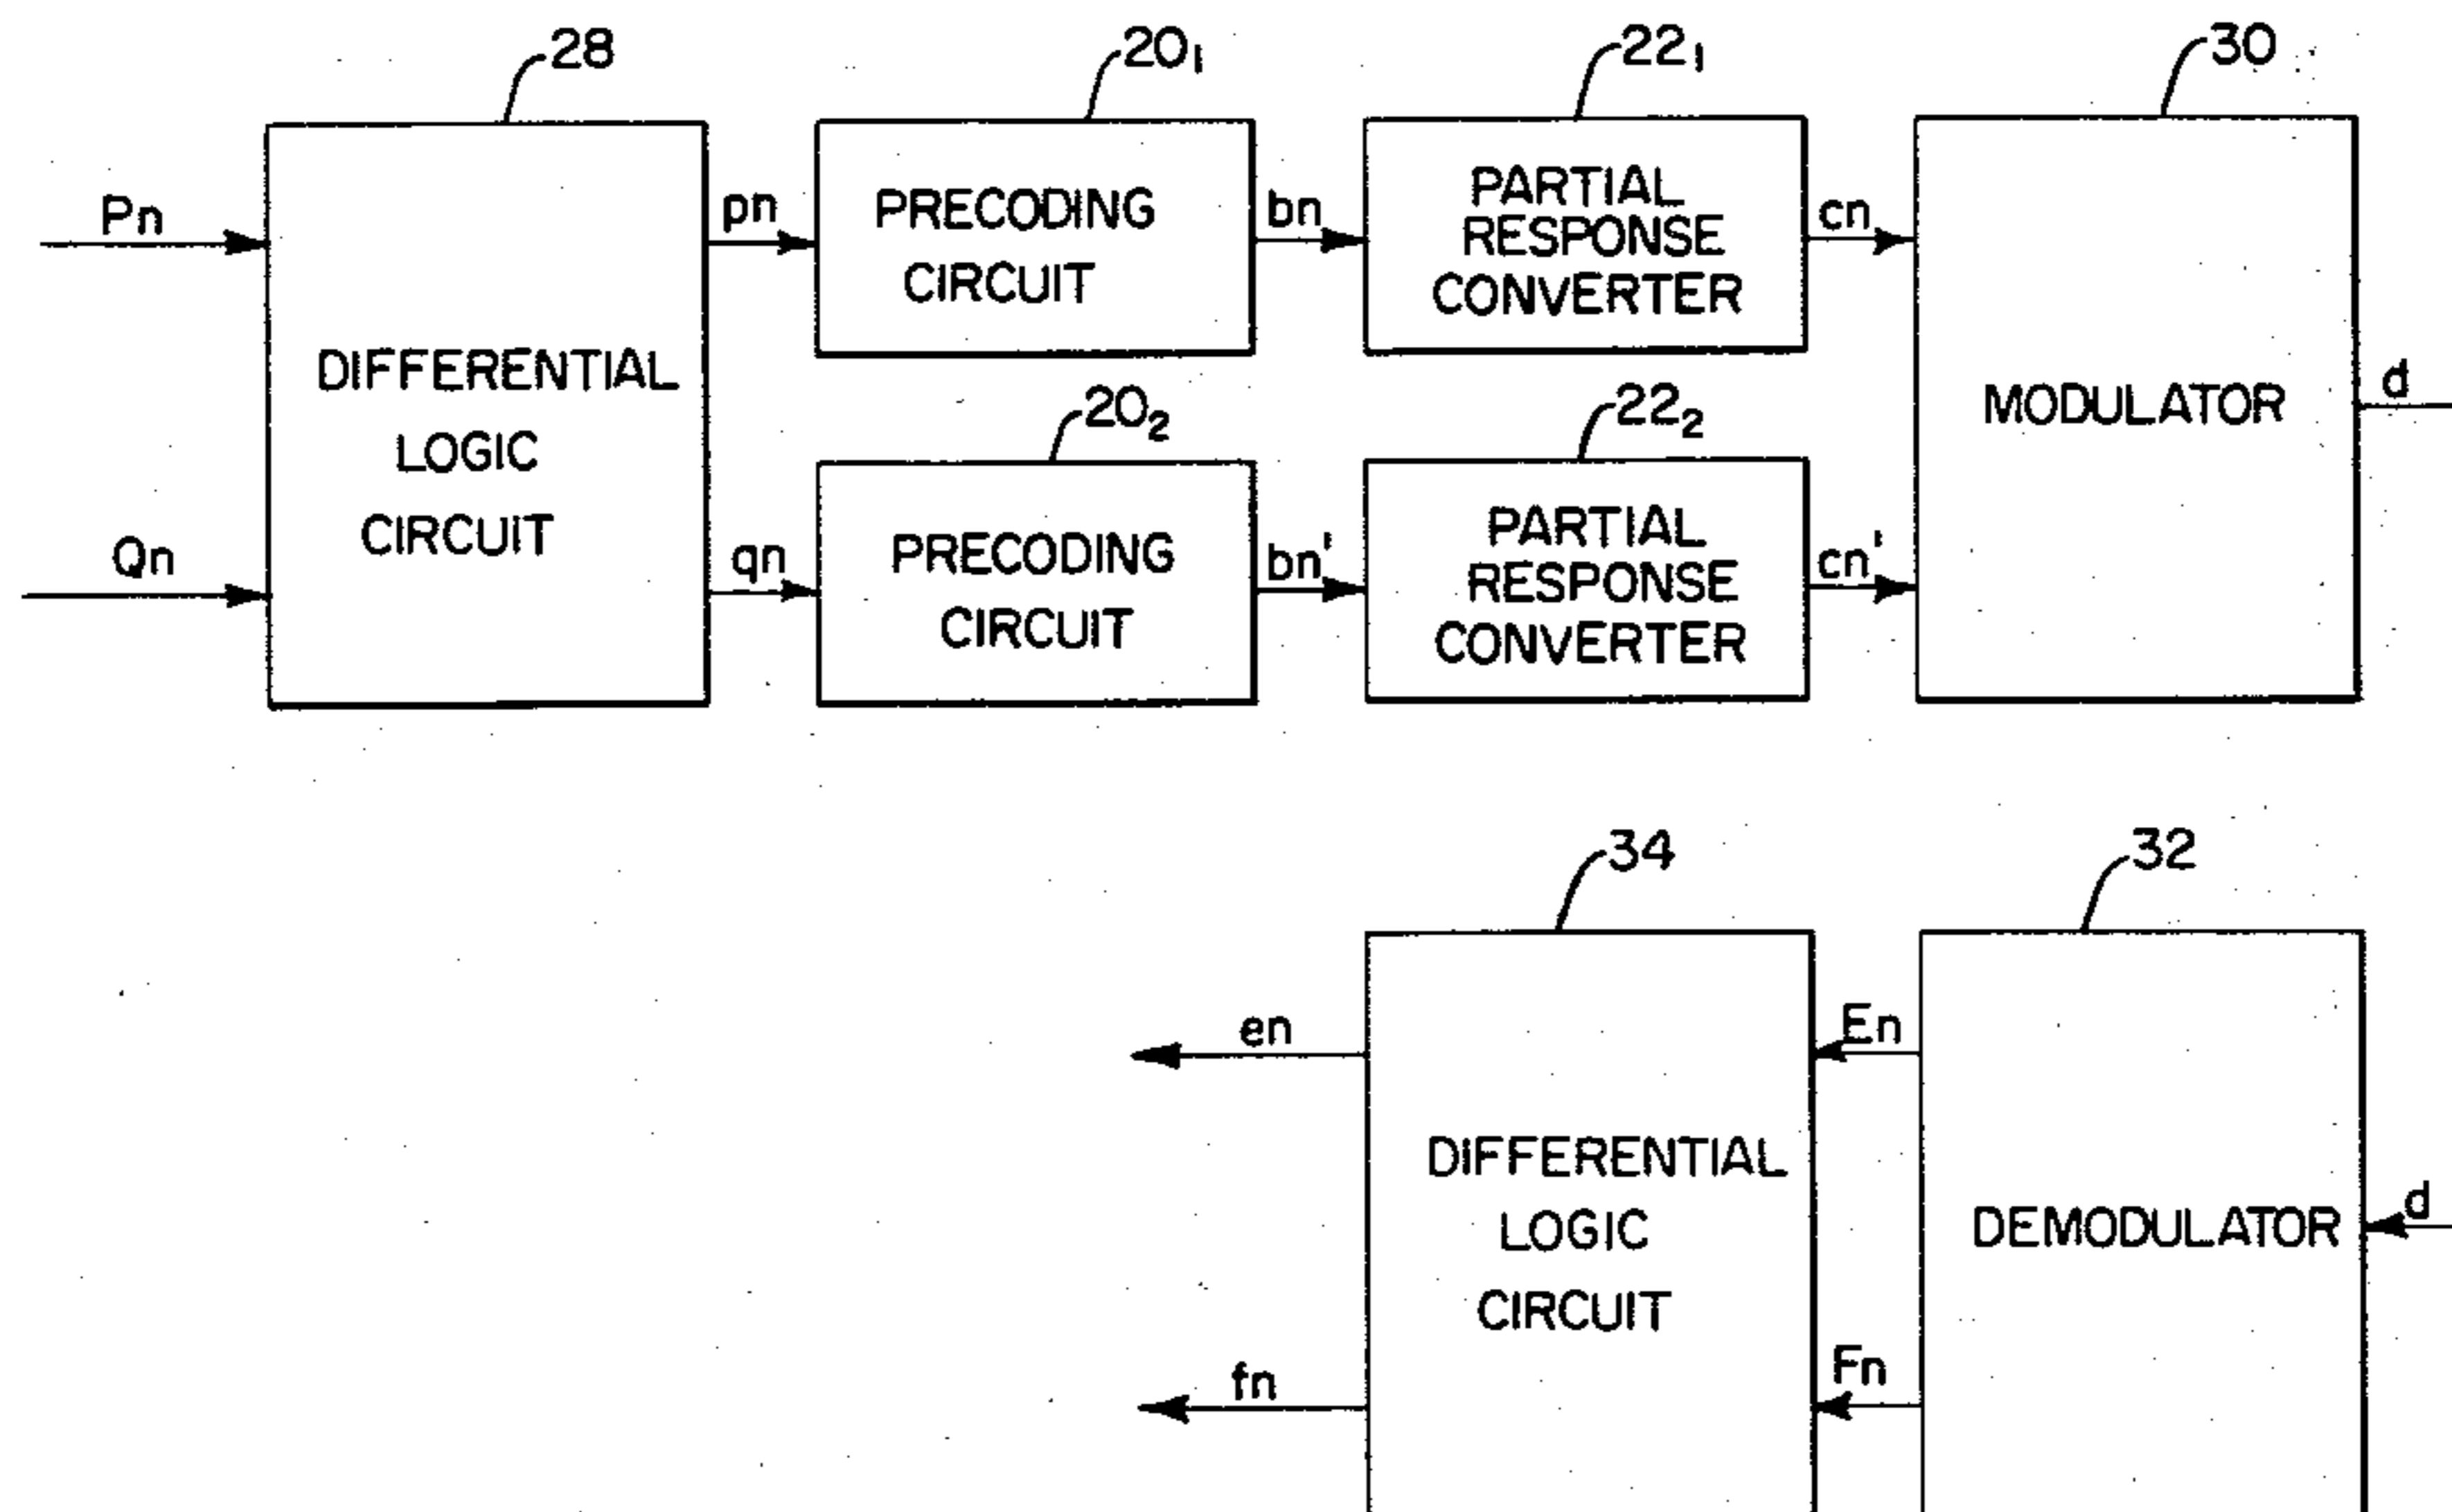 28
20₁
22₁
30
Pn
DIFFERENTIAL
LOGIC
CIRCUIT
pn
PRECODING
CIRCUIT
bn
PARTIAL
RESPONSE
CONVERTER
cn
MODULATOR
d
20₂
22₂
Qn
qn
PRECODING
CIRCUIT
bn'
PARTIAL
RESPONSE
CONVERTER
cn'
34
32
en
En
DIFFERENTIAL
LOGIC
CIRCUIT
DEMODULATOR
d
fn
Fn